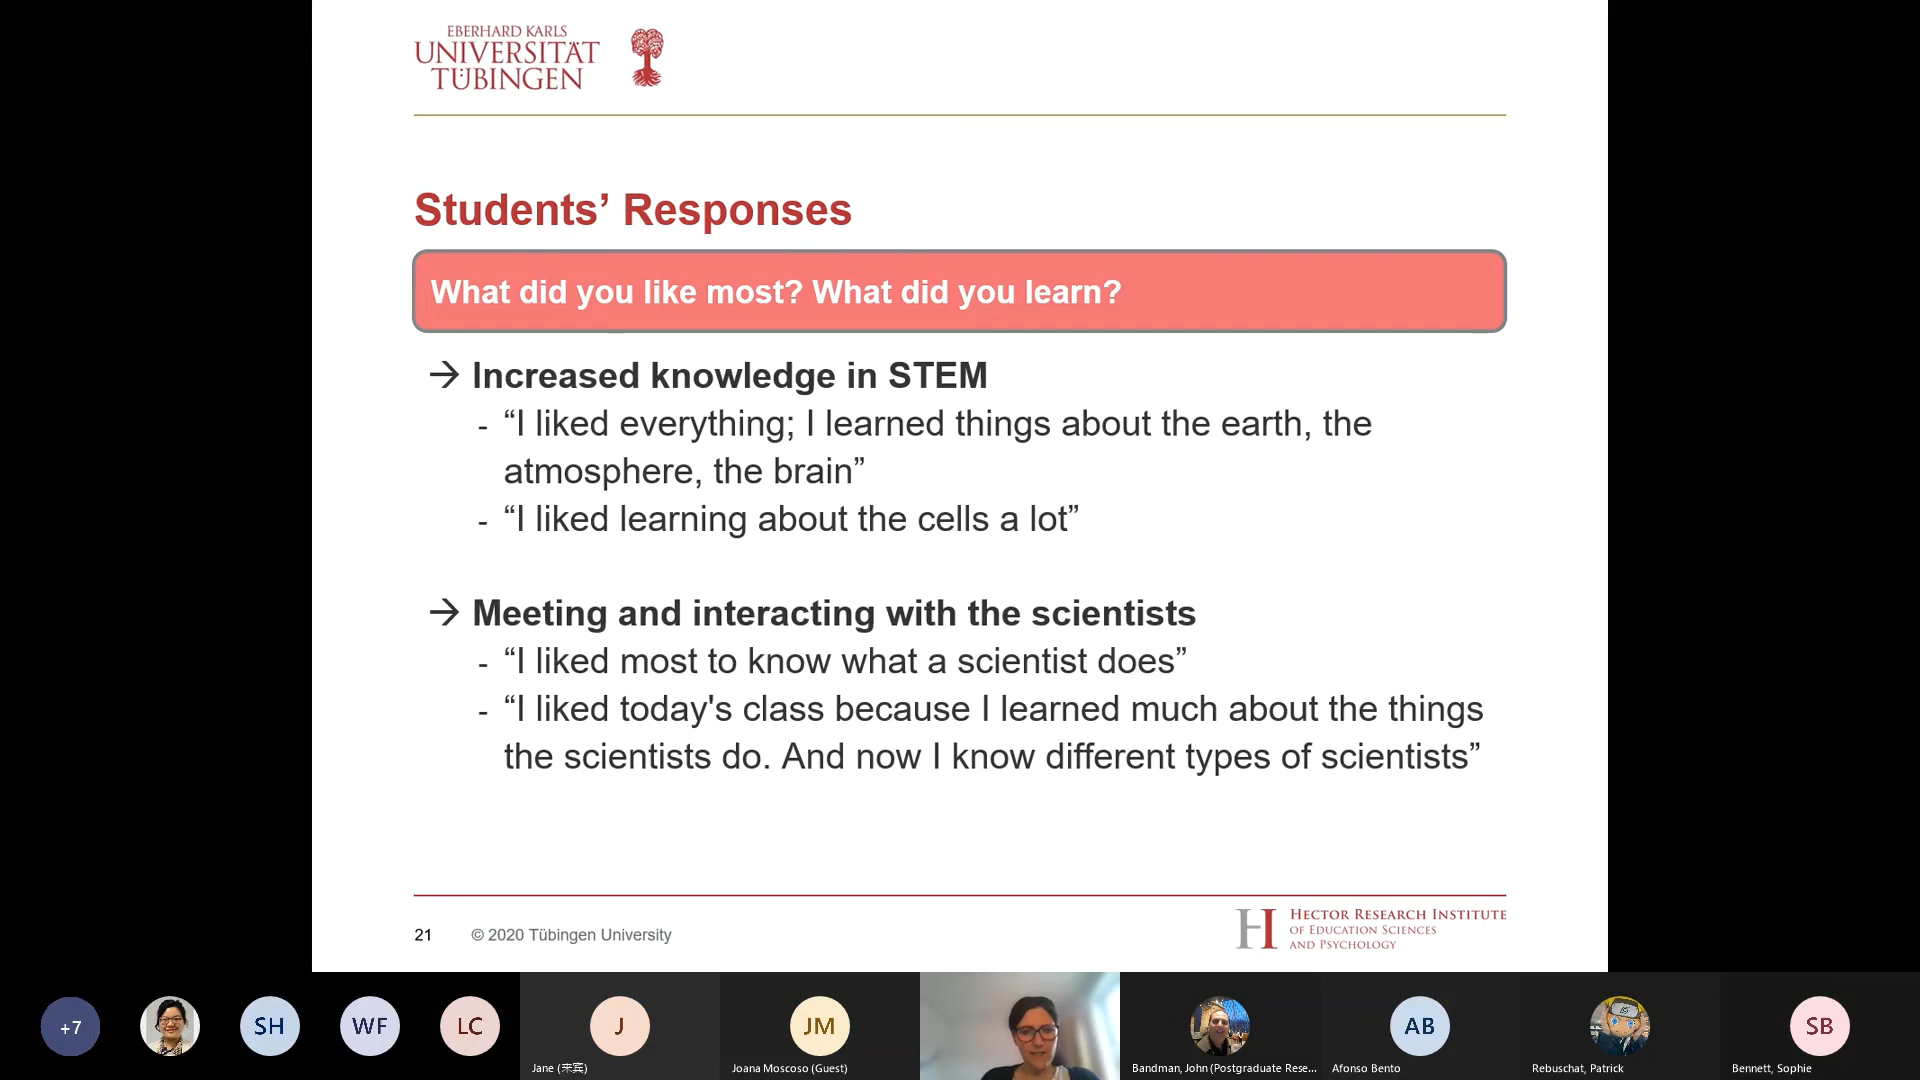 EBERHARD KARLS
UNIVERSITÄT
TÜBINGEN
Students’ Responses
What did you like most? What did you learn?
→ Increased knowledge in STEM
- “I liked everything; I learned things about the earth, the
atmosphere, the brain”
- “I liked learning about the cells a lot”
→ Meeting and interacting with the scientists
- “I liked most to know what a scientist does”
- “I liked today's class because I learned much about the things
the scientists do. And now I know different types of scientists”
21 © 2020 Tübingen University
H HECTOR RESEARCH INSTITUTE
OF EDUCATION SCIENCES
AND PSYCHOLOGY
+7 SH WF LC J JM AB SB
Jane (来宾) Joana Moscoso (Guest) Bandman, John (Postgraduate Rese... Afonso Bento Rebuschat, Patrick Bennett, Sophie